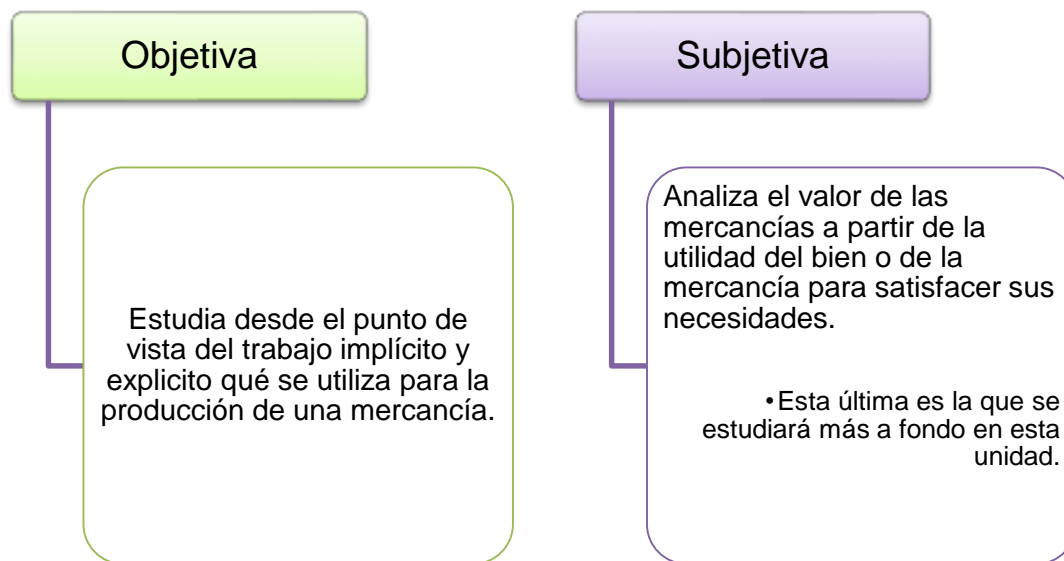 Objetiva
Estudia desde el punto de
vista del trabajo implícito y
explicito qué se utiliza para la
producción de una mercancía.
Subjetiva
Analiza el valor de las
mercancías a partir de la
utilidad del bien o de la
mercancía para satisfacer sus
necesidades.
•Esta última es la que se
estudiará más a fondo en esta
unidad.